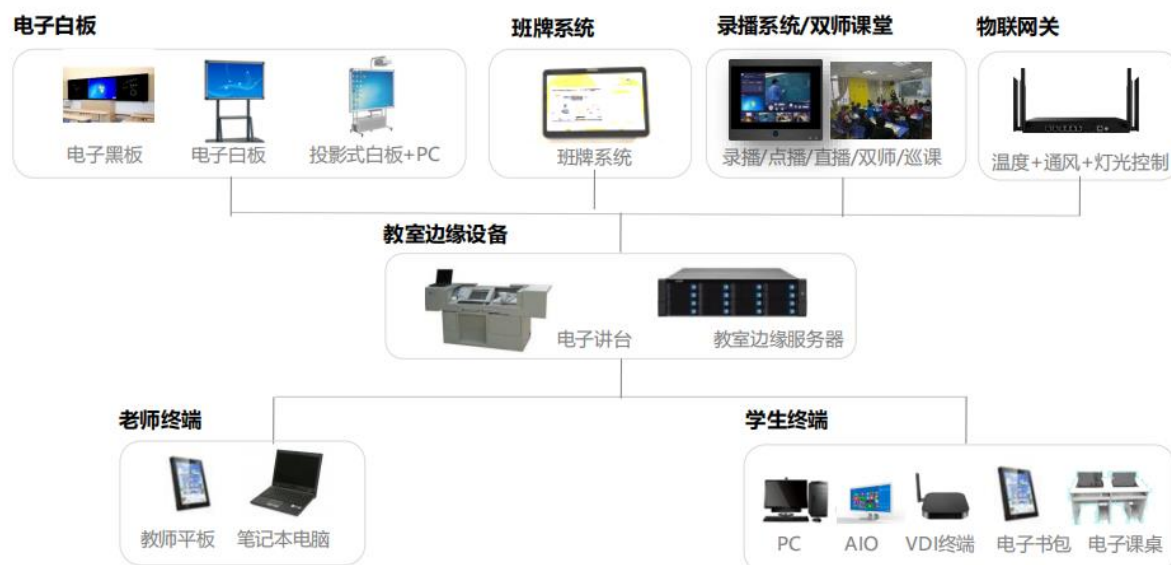 电子白板
班牌系统
录播系统/双师课堂
物联网关
电子黑板
电子白板
投影式白板+PC
班牌系统
录播/点播/直播/双师/巡课
温度+通风+灯光控制
教室边缘设备
电子讲台
教室边缘服务器
老师终端
学生终端
教师平板
笔记本电脑
PC
AIO
VDI终端
电子书包
电子课桌